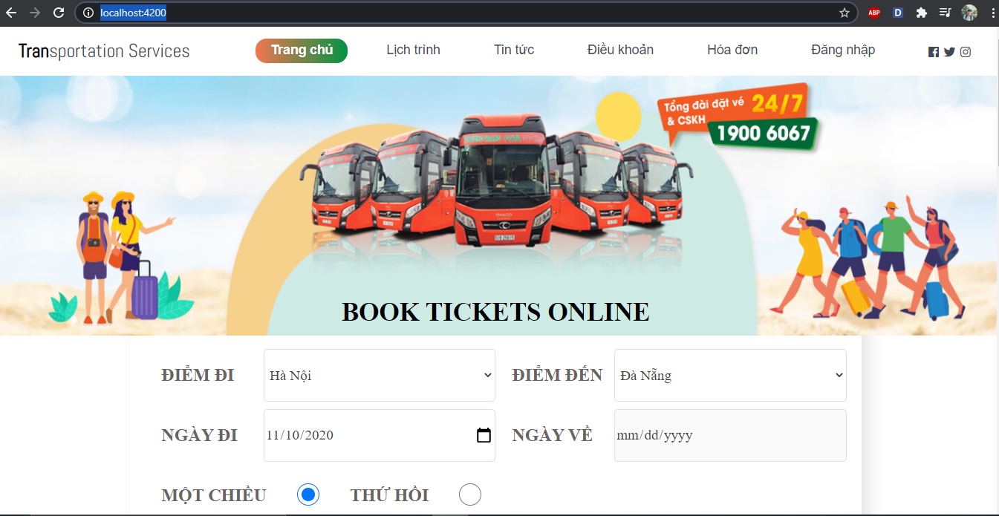 localhost:4200
ABP
D
Transportation Services
Trang chủ
Lịch trình
Tin tức
Điều khoản
Hóa đơn
Đăng nhập
Tổng đài đặt vé 24/7
& CSKH
1900 6067
THACO
BOOK TICKETS ONLINE
ĐIỂM ĐI
Hà Nội
ĐIỂM ĐẾN
Đà Nẵng
NGÀY ĐI
11/10/2020
NGÀY VỀ
mm/dd/yyyy
MỘT CHIỀU
THỨ HỒI